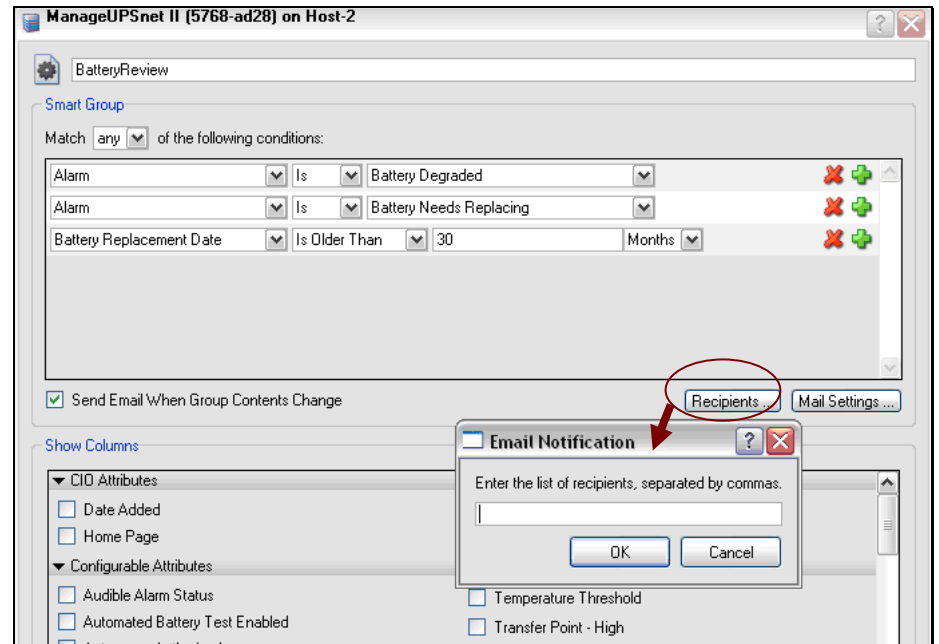 ManageUPSnet II (5768-ad28) on Host-2
BatteryReview
Smart Group
Match any of the following conditions:
Alarm Is Battery Degraded
Alarm Is Battery Needs Replacing
Battery Replacement Date Is Older Than 30 Months
Send Email When Group Contents Change Recipients ... Mail Settings ...
Show Columns
CIO Attributes
Date Added
Home Page
Configurable Attributes
Audible Alarm Status
Automated Battery Test Enabled
Email Notification
Enter the list of recipients, separated by commas.
OK Cancel
Temperature Threshold
Transfer Point - High